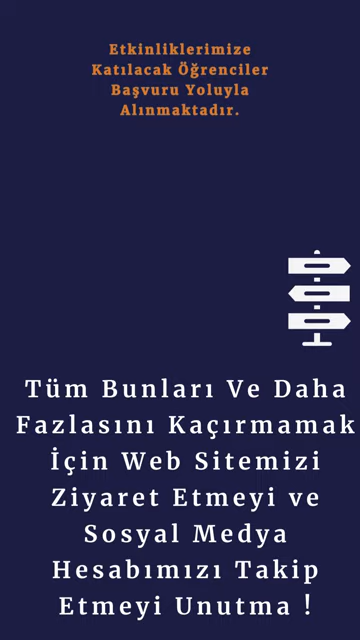 Etkinliklerimize
Katılacak Öğrenciler
Başvuru Yoluyla
Alınmaktadır.
Tüm Bunları Ve Daha
Fazlasını Kaçırmamak
İçin Web Sitemizi
Ziyaret Etmeyi ve
Sosyal Medya
Hesabımızı Takip
Etmeyi Unutma !